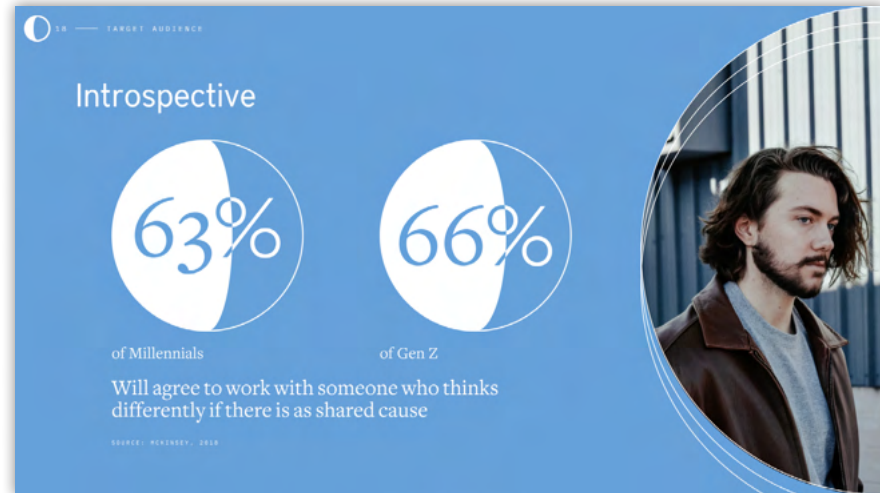 TARGET AUDIENCE
Introspective
63%
66%
of Millennials
of Gen Z
Will agree to work with someone who thinks
differently if there is as shared cause
SOURCE: MCKINSEY, 2018